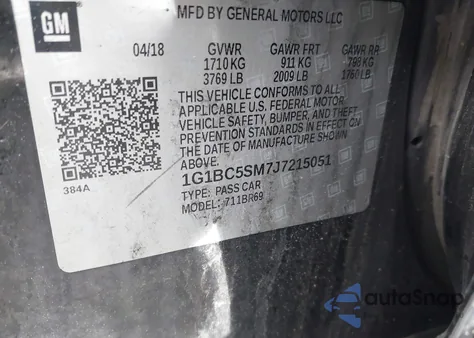 MFD BY GENERAL MOTORS LLC
GM
04/18 GVWR GAWR FRT GAWR RR
1710 KG 911 KG 798 KG
3769 LB 2009 LB 1760 LB
THIS VEHICLE CONFORMS TO ALL
APPLICABLE U.S. FEDERAL MOTOR
VEHICLE SAFETY, BUMPER, AND THEFT
PREVENTION STANDARDS IN EFFECT ON
THE DATE OF MANUFACTURE SHOWN
ABOVE.
1G1BC5SM7J7215051
TYPE: PASS CAR
MODEL: 711BR69
384A
autoSnap